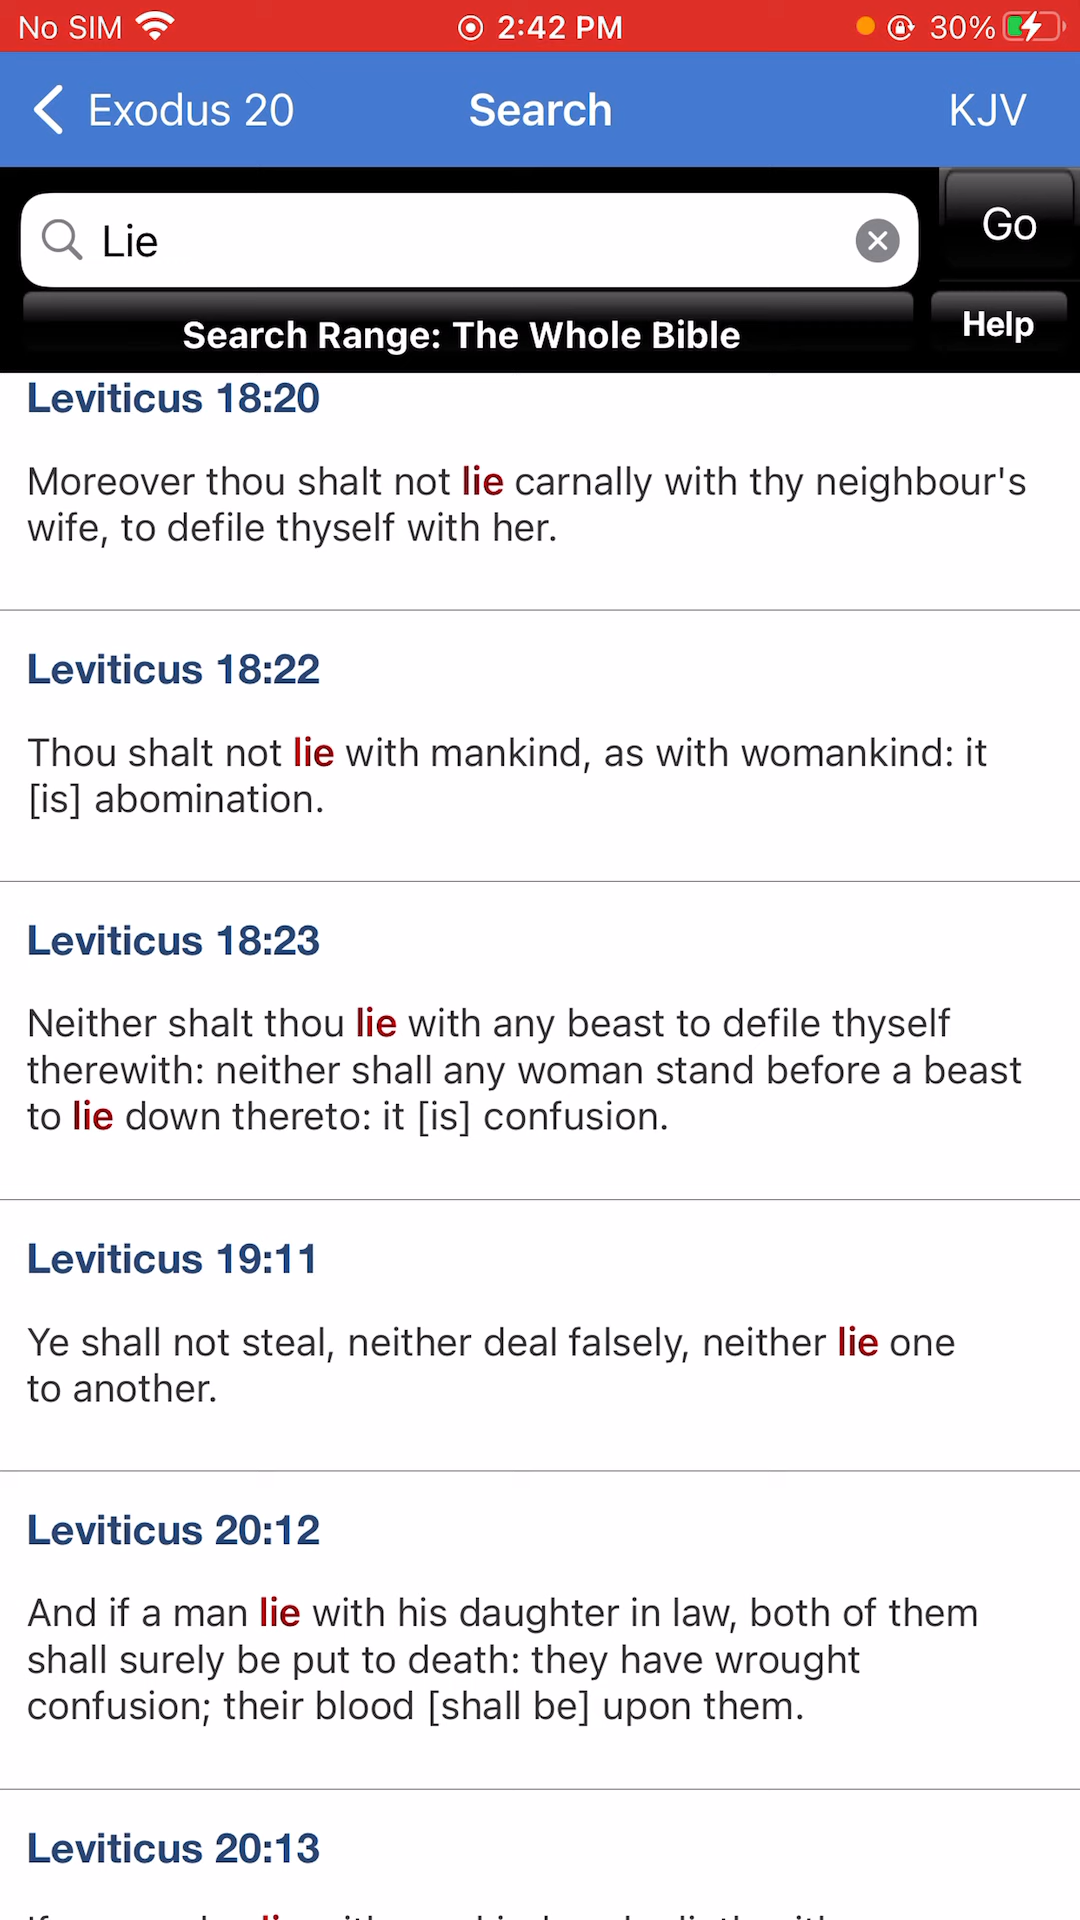 No SIM 2:42 PM 30%
Exodus 20 Search KJV
Lie Go
Search Range: The Whole Bible Help
Leviticus 18:20
Moreover thou shalt not lie carnally with thy neighbour's
wife, to defile thyself with her.
Leviticus 18:22
Thou shalt not lie with mankind, as with womankind: it
[is] abomination.
Leviticus 18:23
Neither shalt thou lie with any beast to defile thyself
therewith: neither shall any woman stand before a beast
to lie down thereto: it [is] confusion.
Leviticus 19:11
Ye shall not steal, neither deal falsely, neither lie one
to another.
Leviticus 20:12
And if a man lie with his daughter in law, both of them
shall surely be put to death: they have wrought
confusion; their blood [shall be] upon them.
Leviticus 20:13